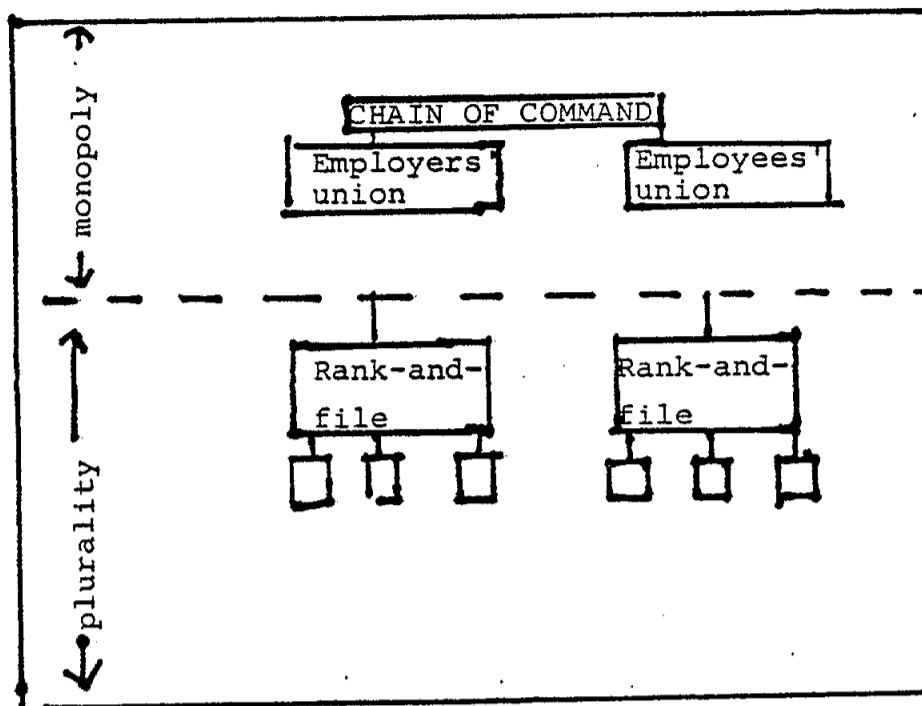 monopoly
CHAIN OF COMMAND
Employers'
union
Employees'
union
plurality
Rank-and-
file
Rank-and-
file